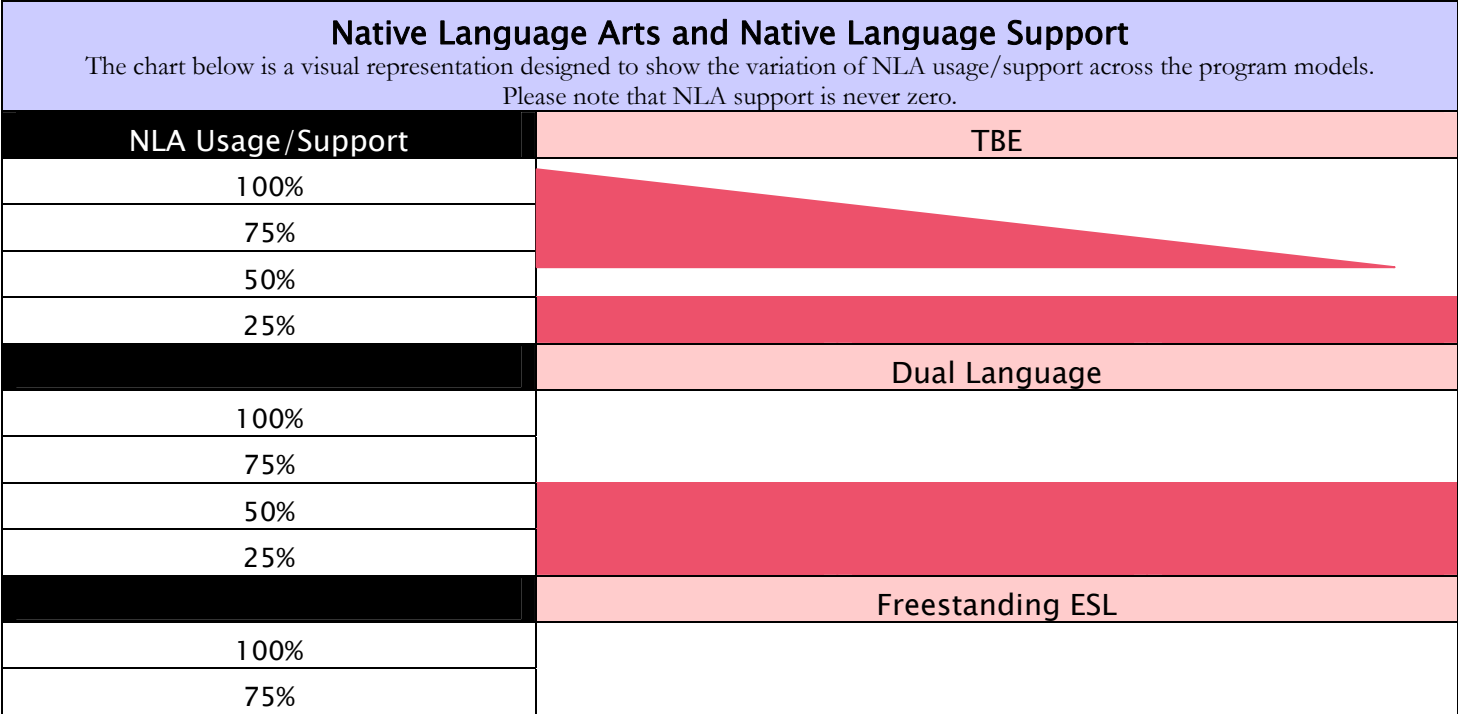 Native Language Arts and Native Language Support
The chart below is a visual representation designed to show the variation of NLA usage/support across the program models.
Please note that NLA support is never zero.
NLA Usage/Support
TBE
100%
75%
50%
25%
Dual Language
100%
75%
50%
25%
Freestanding ESL
100%
75%